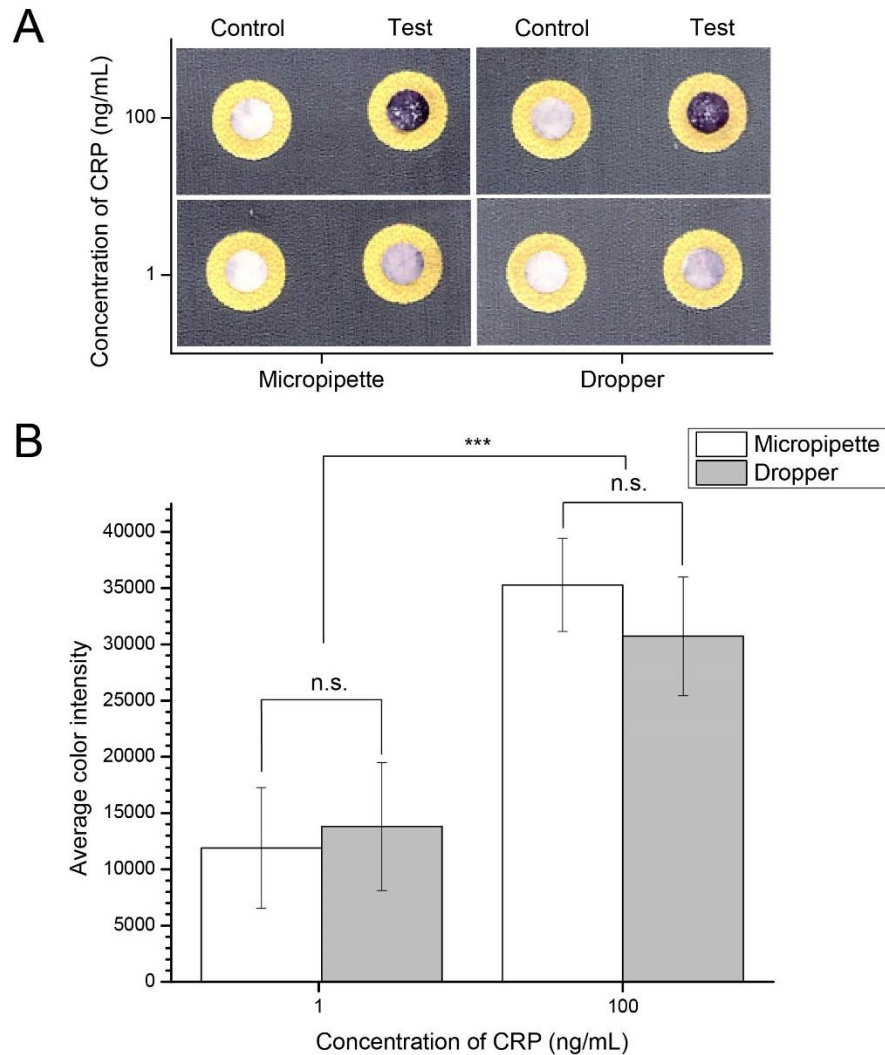 A
Control Test Control Test
Concentration of CRP (ng/mL)
100
1
Micropipette Dropper
B
***
Micropipette
Dropper
n.s.
n.s.
Average color intensity
40000
35000
30000
25000
20000
15000
10000
5000
0
1 100
Concentration of CRP (ng/mL)